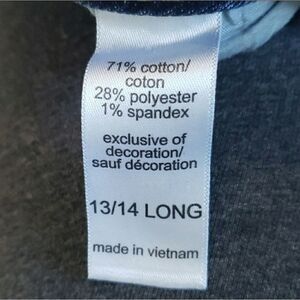 71% cotton/
coton
28% polyester
1% spandex
exclusive of
decoration/
sauf décoration
13/14 LONG
made in vietnam